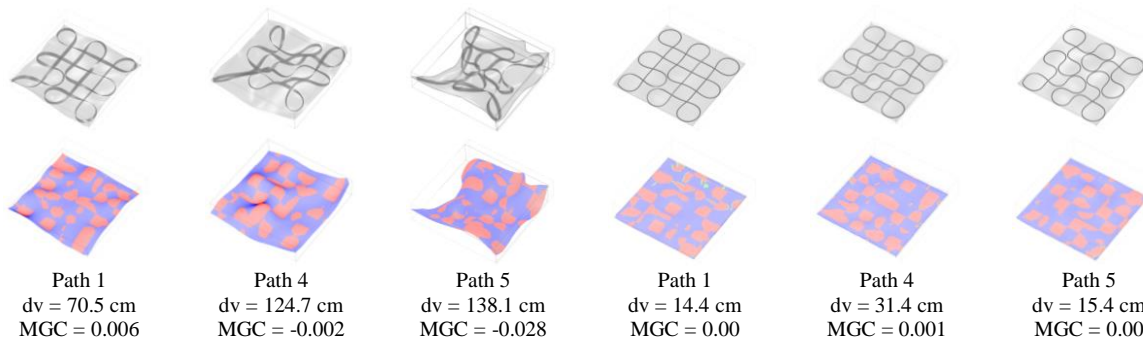 Path 1 Path 4 Path 5 Path 1 Path 4 Path 5
dv = 70.5 cm dv = 124.7 cm dv = 138.1 cm dv = 14.4 cm dv = 31.4 cm dv = 15.4 cm
MGC = 0.006 MGC = -0.002 MGC = -0.028 MGC = 0.00 MGC = 0.001 MGC = 0.00